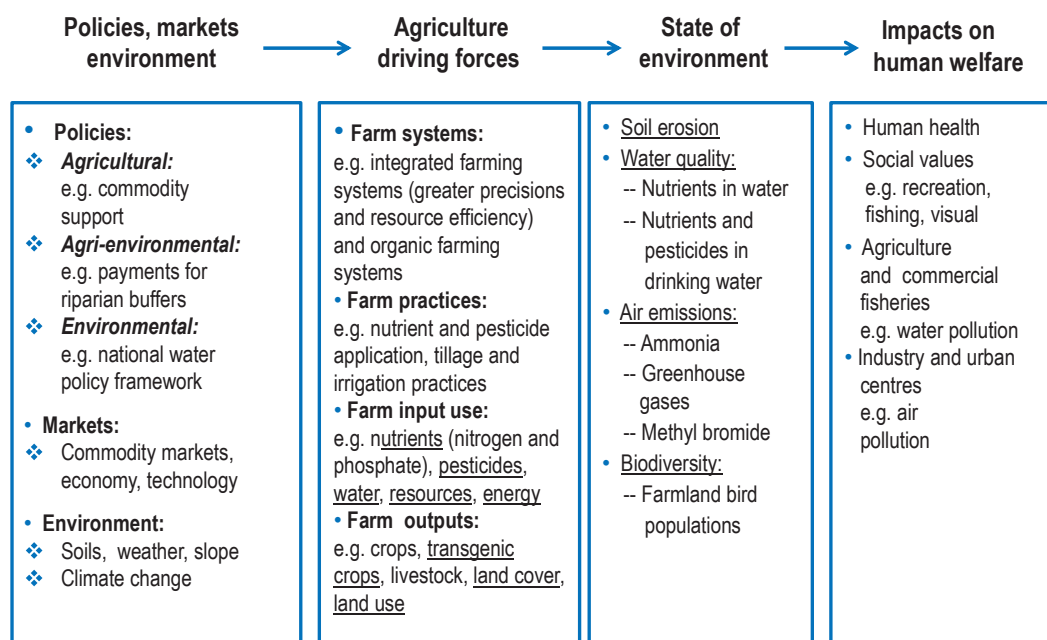 Policies, markets
environment
Agriculture
driving forces
State of
environment
Impacts on
human welfare
• Policies:
❖ Agricultural:
e.g. commodity
support
❖ Agri-environmental:
e.g. payments for
riparian buffers
❖ Environmental:
e.g. national water
policy framework
• Markets:
❖ Commodity markets,
economy, technology
• Environment:
❖ Soils, weather, slope
❖ Climate change
• Farm systems:
e.g. integrated farming
systems (greater precisions
and resource efficiency)
and organic farming
systems
• Farm practices:
e.g. nutrient and pesticide
application, tillage and
irrigation practices
• Farm input use:
e.g. nutrients (nitrogen and
phosphate), pesticides,
water, resources, energy
• Farm outputs:
e.g. crops, transgenic
crops, livestock, land cover,
land use
• Soil erosion
• Water quality:
-- Nutrients in water
-- Nutrients and
pesticides in
drinking water
• Air emissions:
-- Ammonia
-- Greenhouse
gases
-- Methyl bromide
• Biodiversity:
-- Farmland bird
populations
• Human health
• Social values
e.g. recreation,
fishing, visual
• Agriculture
and commercial
fisheries
e.g. water pollution
• Industry and urban
centres
e.g. air
pollution